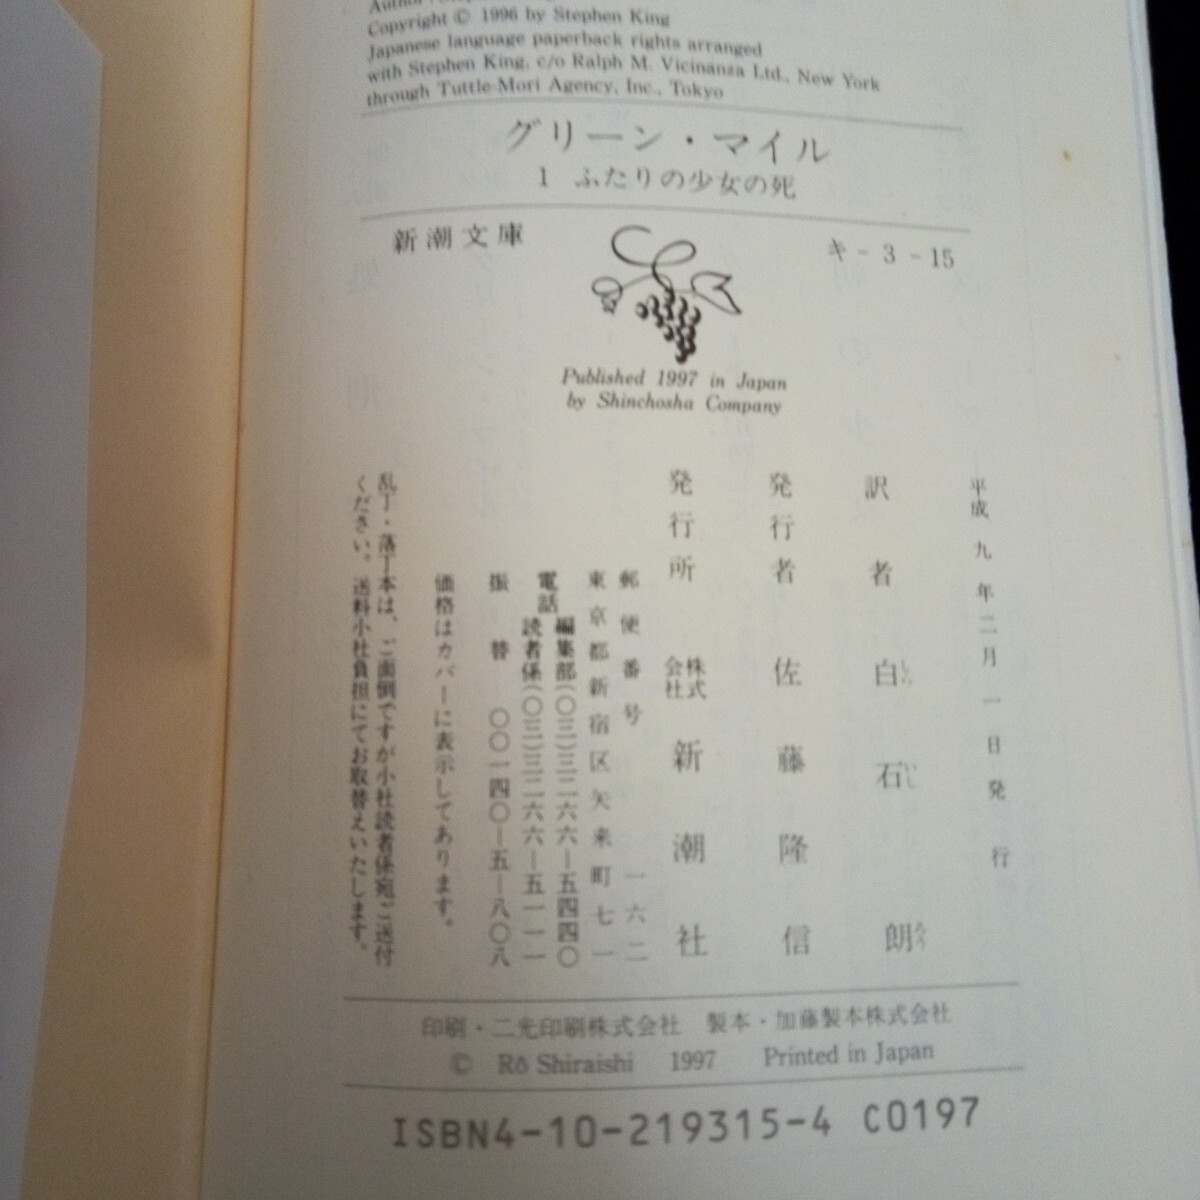 Copyright © 1996 by Stephen King
Japanese language paperback rights arranged
with Stephen King, c/o Ralph M. Vicinanza Ltd., New York
through Tuttle-Mori Agency, Inc., Tokyo
グリーン・マイル
1 ふたりの少女の死
新潮文庫
キ-3-15
Published 1997 in Japan
by Shinchosha Company
平成九年二月一日発行
訳者 白石朗
発行者 佐藤隆信
発行所 株式会社 新潮社
郵便番号 一六二
東京都新宿区矢来町七一
電話 編集部(〇三)三二六六―五四四〇
読者係(〇三)三二六六―五一一一
振替 〇〇一四〇―五―八〇八
価格はカバーに表示してあります。
乱丁・落丁本は、ご面倒ですが小社読者係宛ご送付
ください。送料小社負担にてお取替えいたします。
印刷・二光印刷株式会社 製本・加藤製本株式会社
© Rô Shiraishi 1997 Printed in Japan
ISBN4-10-219315-4 C0197